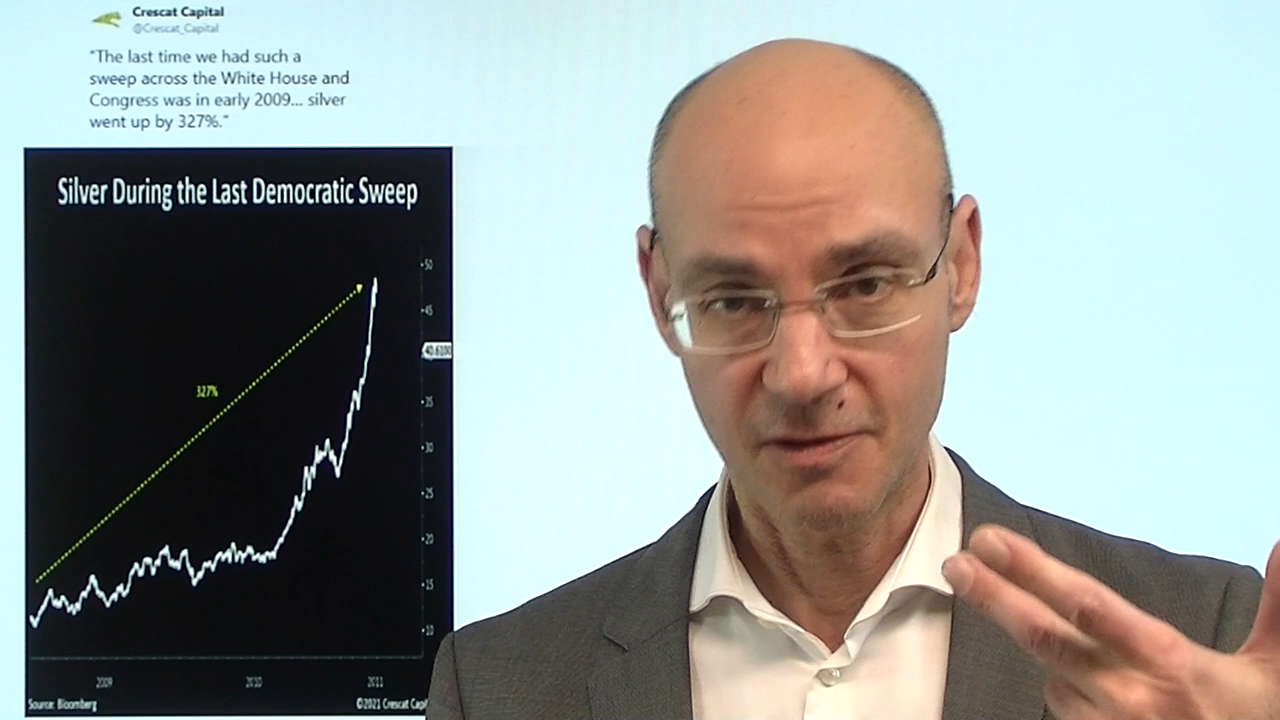 Crescat Capital
@Crescat_Capital
"The last time we had such a
sweep across the White House and
Congress was in early 2009... silver
went up by 327%."
Silver During the Last Democratic Sweep
50
45
40.6100
35
327%
30
25
20
15
10
2009
2010
2011
Source: Bloomberg
©2021 Crescat